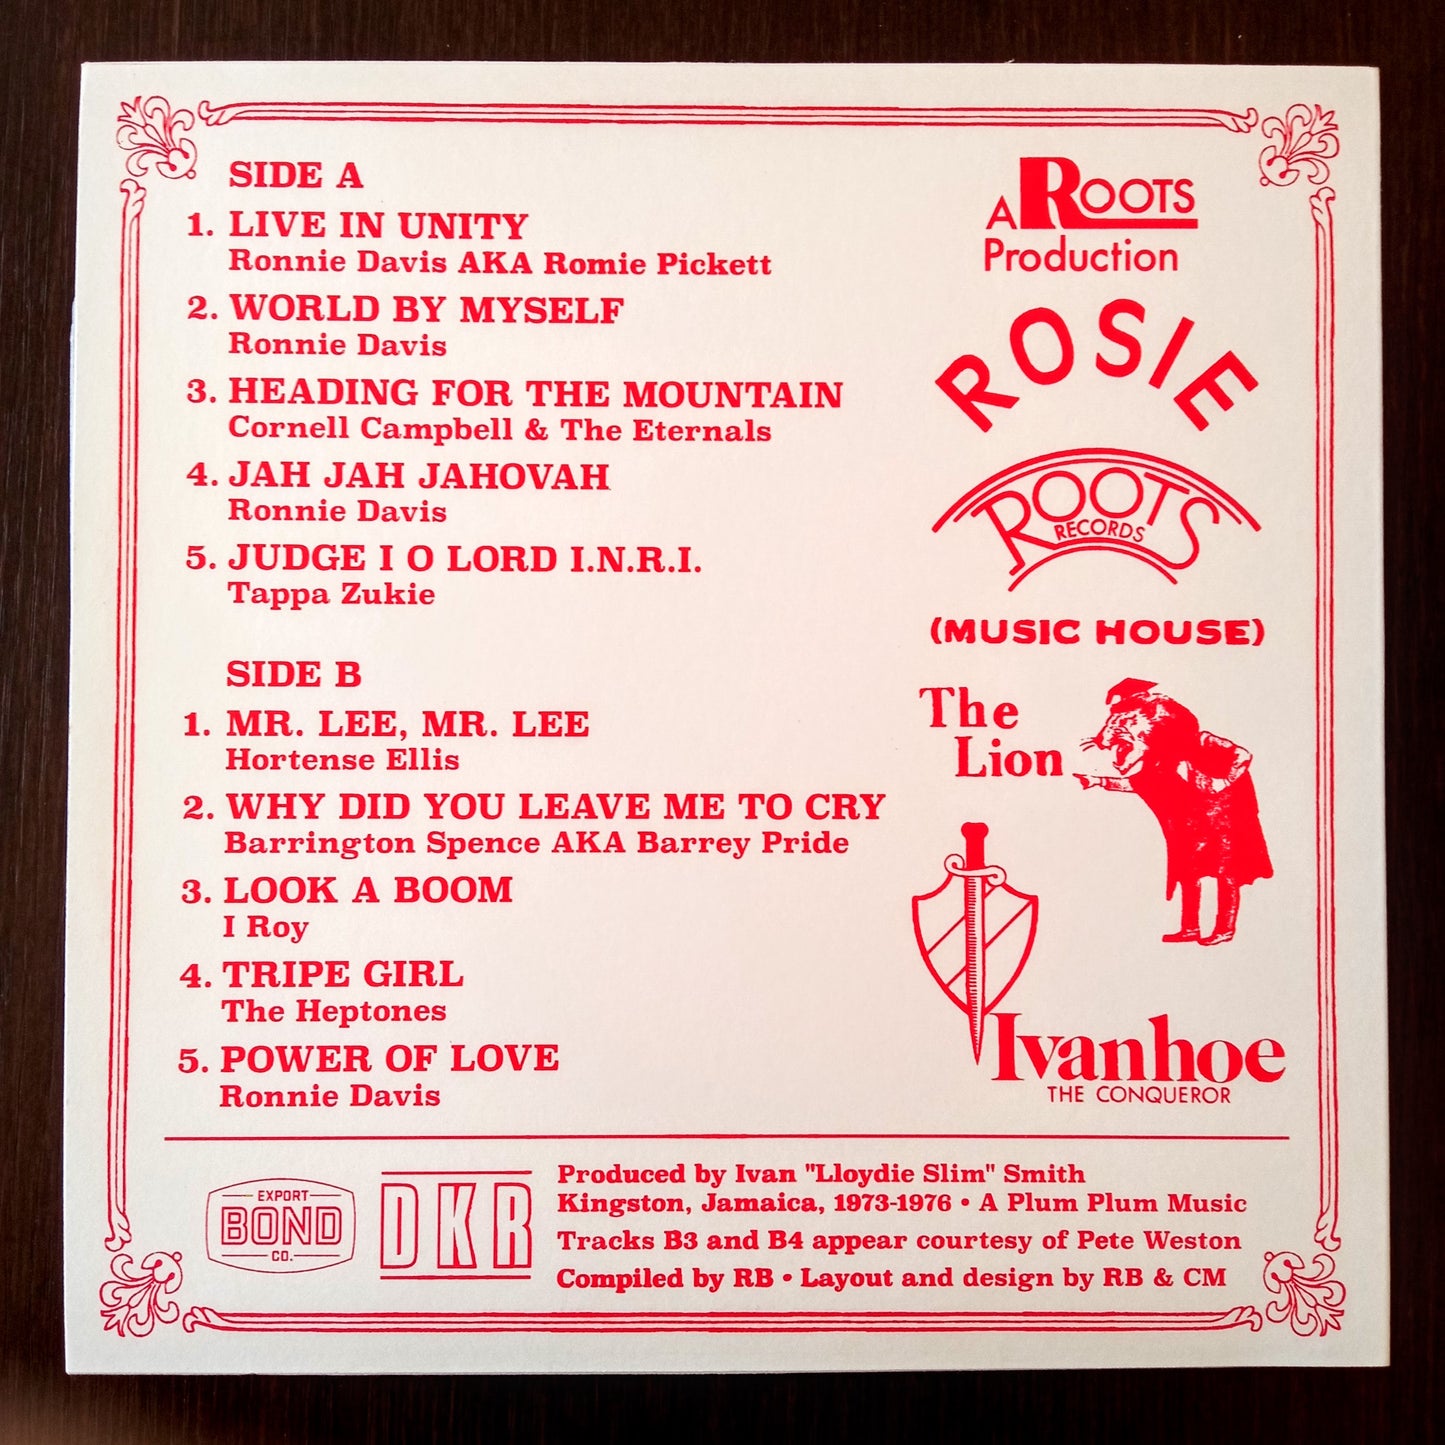 SIDE A
1. LIVE IN UNITY
Ronnie Davis AKA Romie Pickett
2. WORLD BY MYSELF
Ronnie Davis
3. HEADING FOR THE MOUNTAIN
Cornell Campbell & The Eternals
4. JAH JAH JAHOVAH
Ronnie Davis
5. JUDGE I O LORD I.N.R.I.
Tappa Zukie
SIDE B
1. MR. LEE, MR. LEE
Hortense Ellis
2. WHY DID YOU LEAVE ME TO CRY
Barrington Spence AKA Barrey Pride
3. LOOK A BOOM
I Roy
4. TRIPE GIRL
The Heptones
5. POWER OF LOVE
Ronnie Davis
A ROOTS
Production
ROSIE
ROOTS
RECORDS
(MUSIC HOUSE)
The
Lion
Ivanhoe
THE CONQUEROR
EXPORT
BOND
CO.
DKR
Produced by Ivan "Lloydie Slim" Smith
Kingston, Jamaica, 1973-1976 • A Plum Plum Music
Tracks B3 and B4 appear courtesy of Pete Weston
Compiled by RB • Layout and design by RB & CM